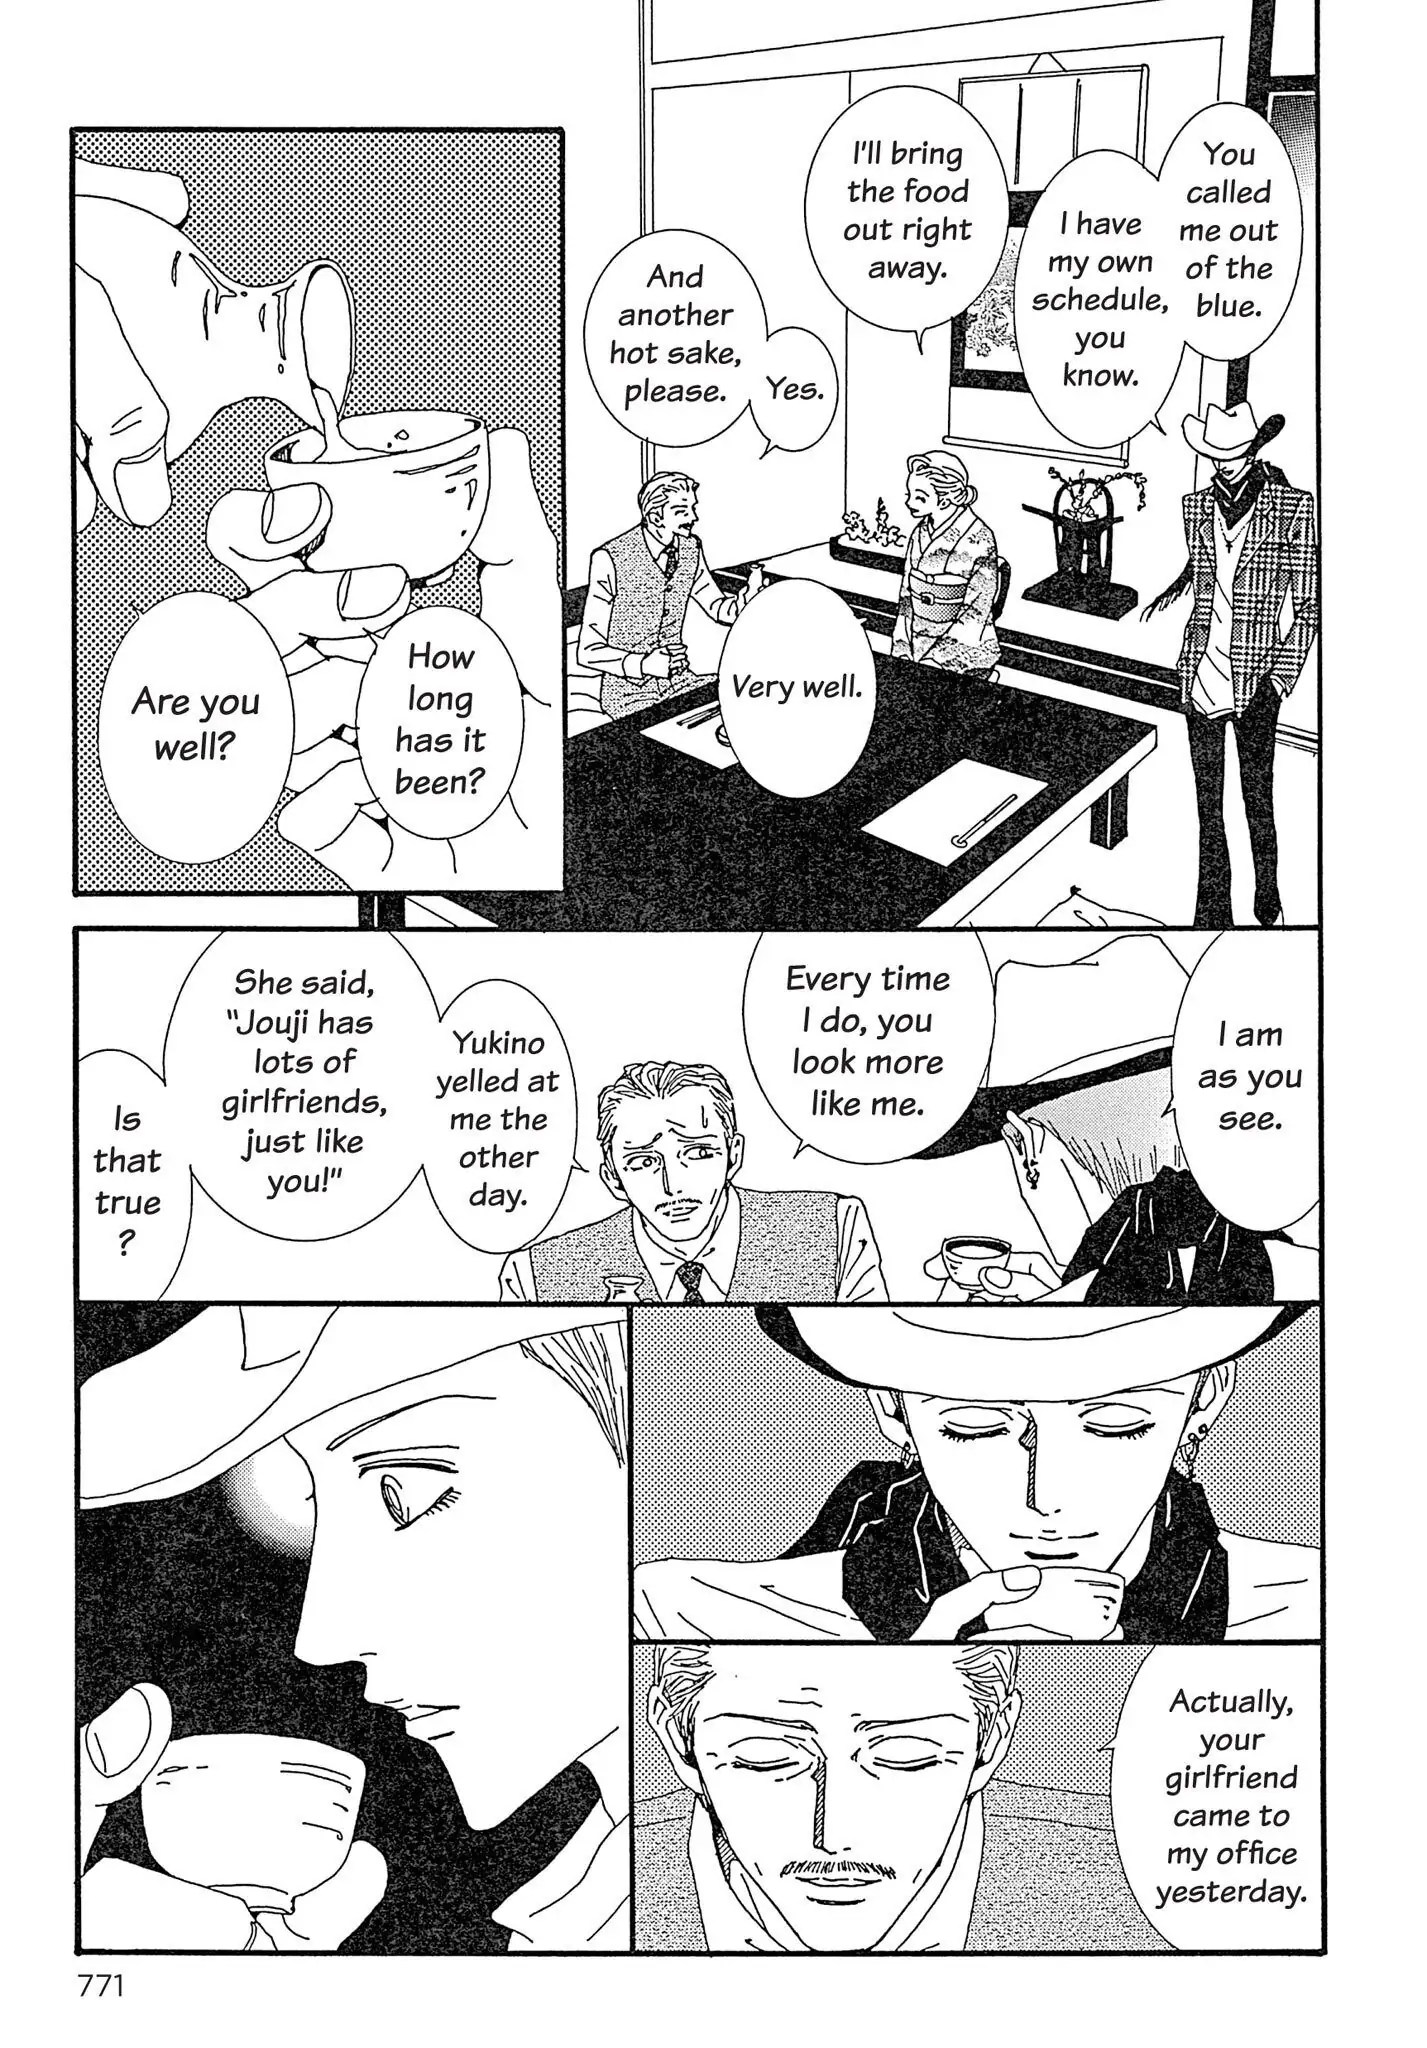 You
called
me out
of the
blue.
I have
my own
schedule,
you
know.
I'll bring
the food
out right
away.
Yes.
And
another
hot sake,
please.
Very well.
How
long
has it
been?
Are you
well?
I am
as you
see.
Every time
I do, you
look more
like me.
Yukino
yelled at
me the
other
day.
She said,
"Jouji has
lots of
girlfriends,
just like
you!"
Is
that
true
?
Actually,
your
girlfriend
came to
my office
yesterday.
771